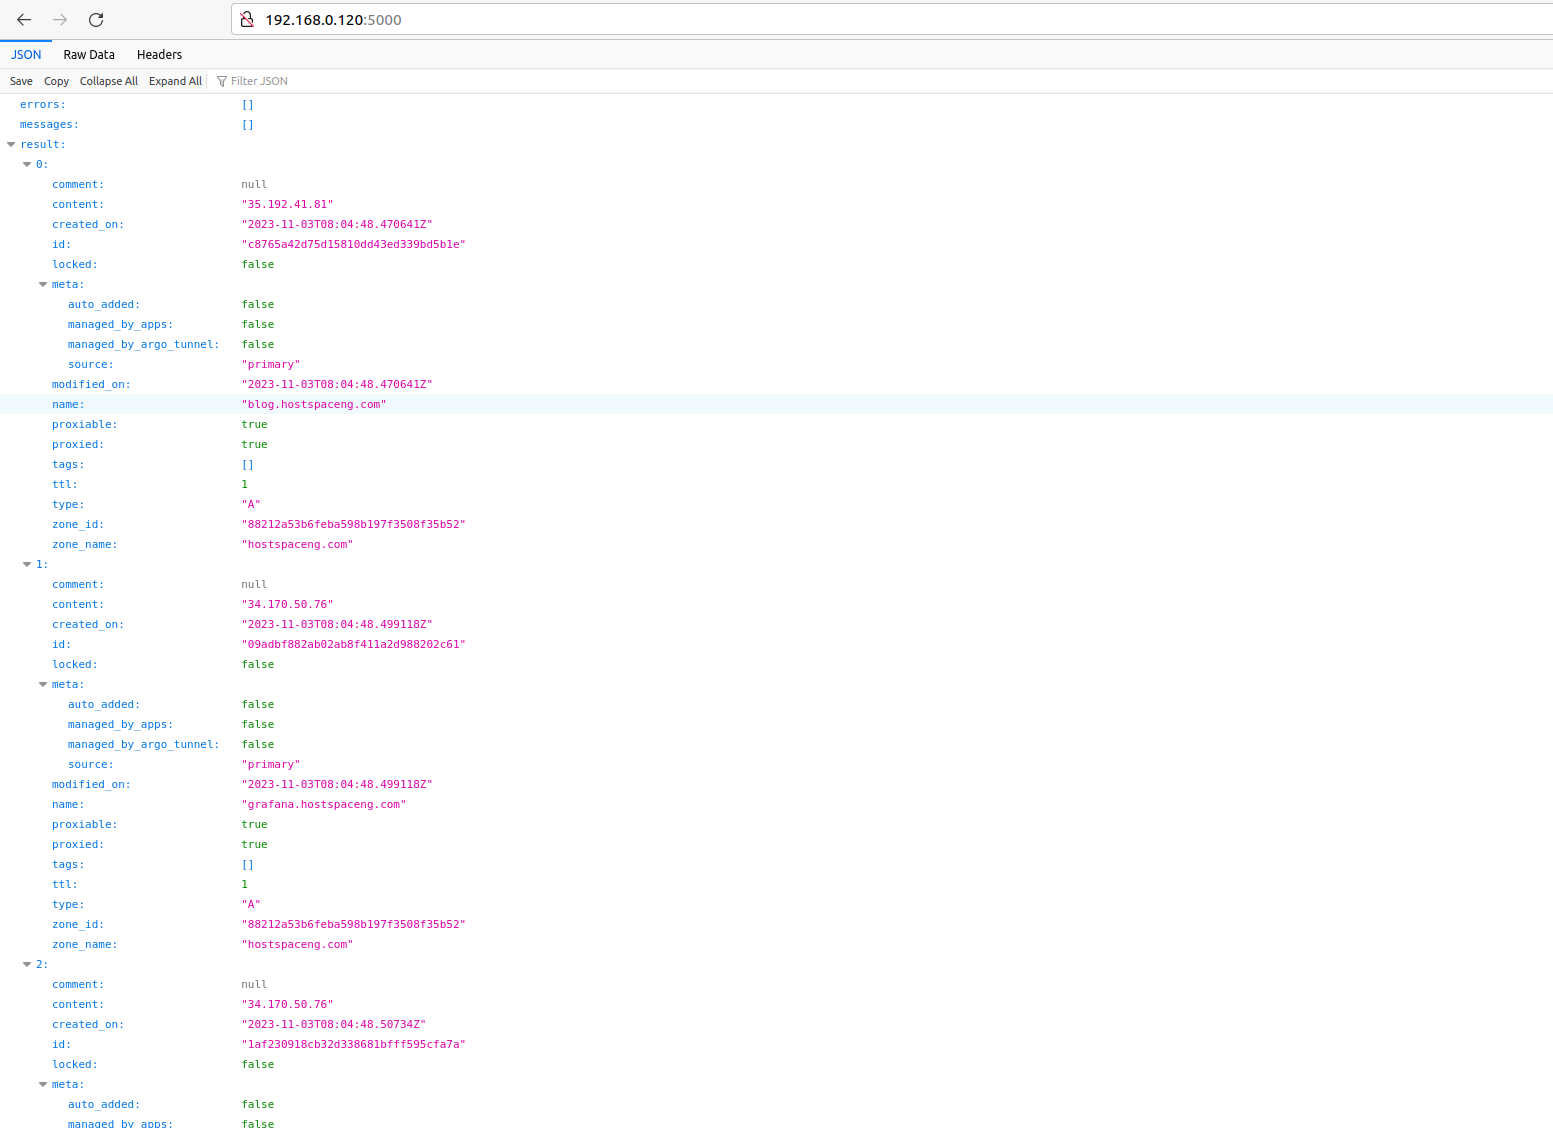 192.168.0.120:5000
JSON Raw Data Headers
Save Copy Collapse All Expand All Filter JSON
errors: []
messages: []
result:
0:
comment: null
content: "35.192.41.81"
created_on: "2023-11-03T08:04:48.470641Z"
id: "c8765a42d75d15810dd43ed339bd5b1e"
locked: false
meta:
auto_added: false
managed_by_apps: false
managed_by_argo_tunnel: false
source: "primary"
modified_on: "2023-11-03T08:04:48.470641Z"
name: "blog.hostspaceng.com"
proxiable: true
proxied: true
tags: []
ttl: 1
type: "A"
zone_id: "88212a53b6feba598b197f3508f35b52"
zone_name: "hostspaceng.com"
1:
comment: null
content: "34.170.50.76"
created_on: "2023-11-03T08:04:48.499118Z"
id: "09adbf882ab02ab8f411a2d988202c61"
locked: false
meta:
auto_added: false
managed_by_apps: false
managed_by_argo_tunnel: false
source: "primary"
modified_on: "2023-11-03T08:04:48.499118Z"
name: "grafana.hostspaceng.com"
proxiable: true
proxied: true
tags: []
ttl: 1
type: "A"
zone_id: "88212a53b6feba598b197f3508f35b52"
zone_name: "hostspaceng.com"
2:
comment: null
content: "34.170.50.76"
created_on: "2023-11-03T08:04:48.50734Z"
id: "1af230918cb32d338681bfff595cfa7a"
locked: false
meta:
auto_added: false
managed_by_apps: false